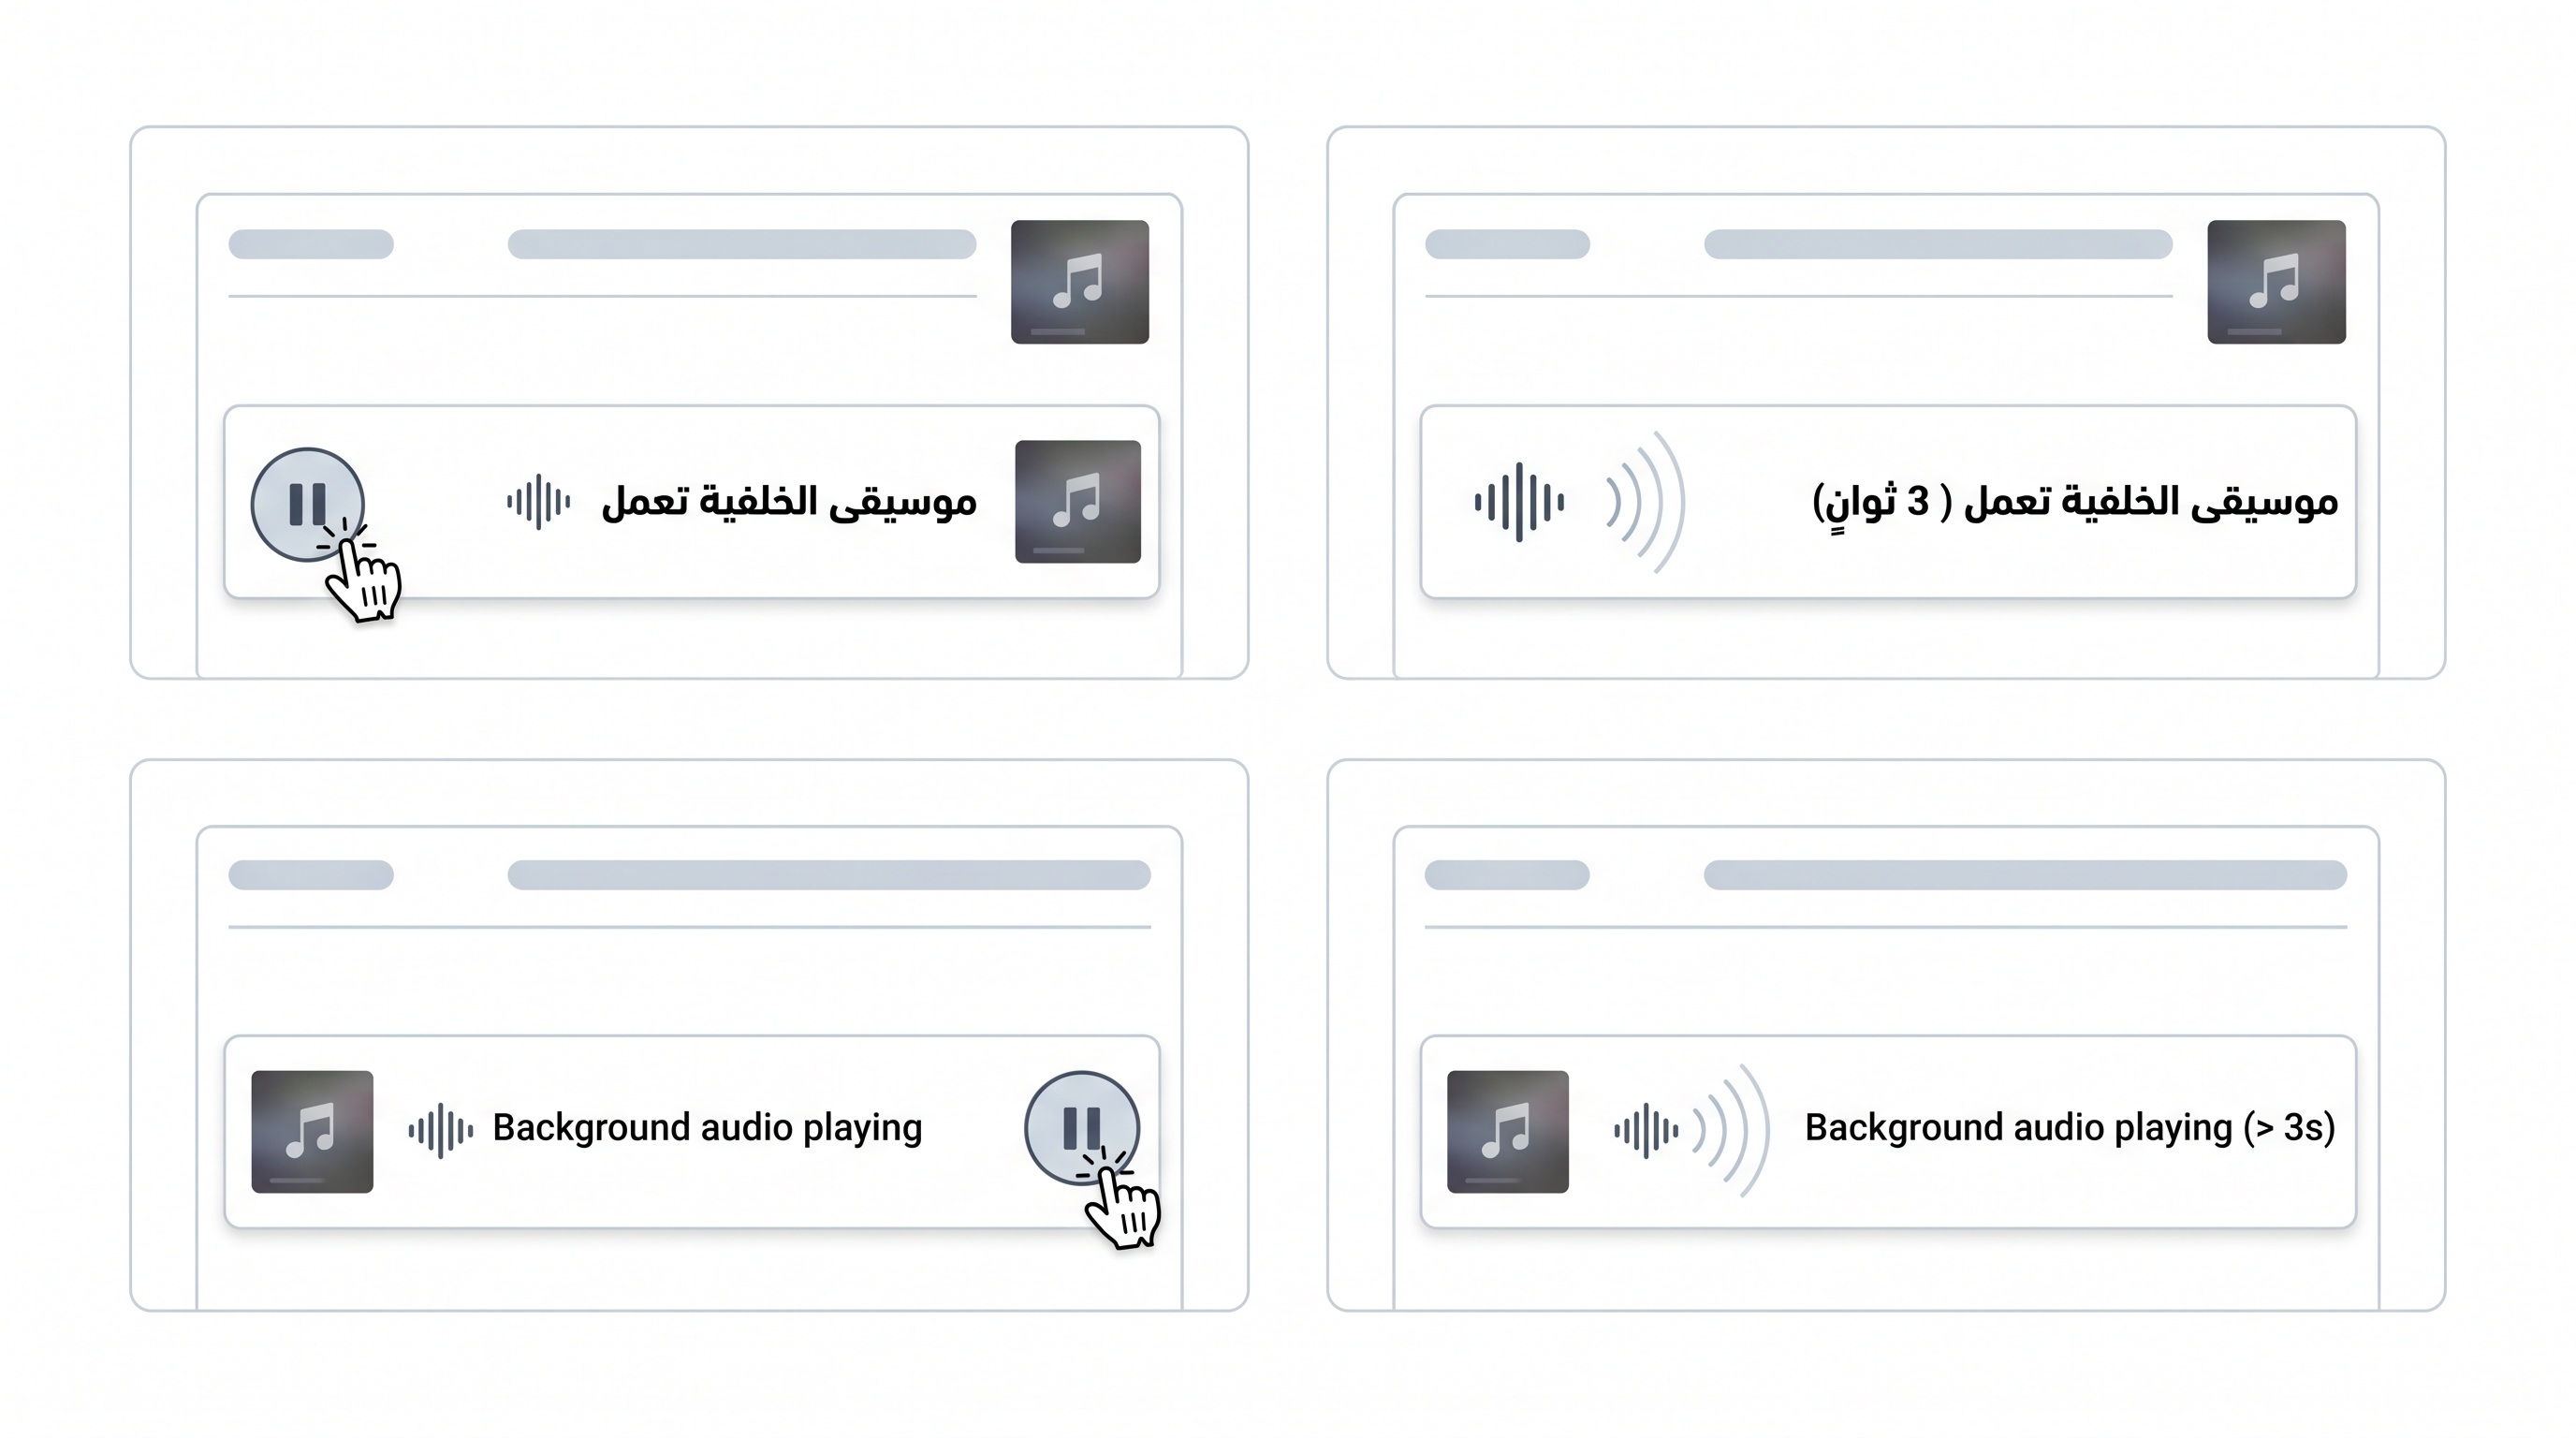 موسيقى الخلفية تعمل
موسيقى الخلفية تعمل ( 3 ثوانٍ)
Background audio playing
Background audio playing (> 3s)